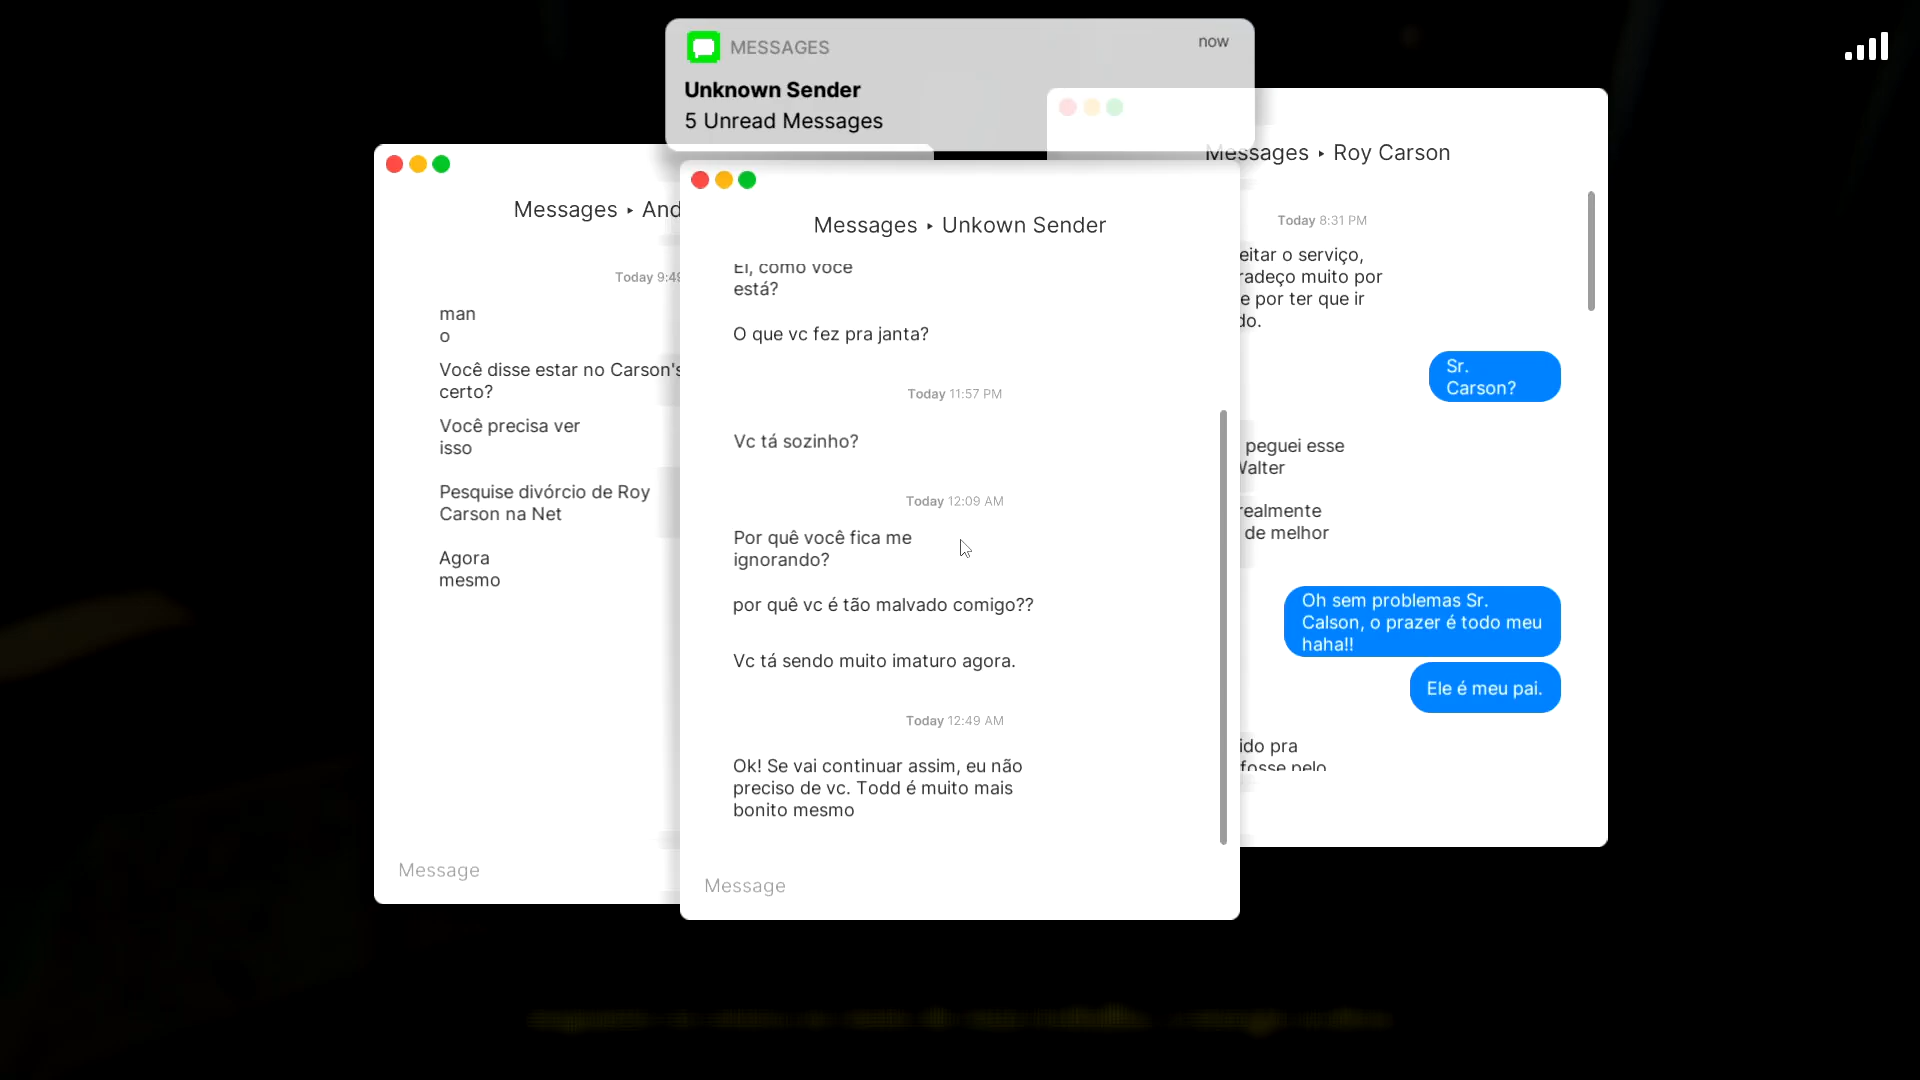 MESSAGES
now
Unknown Sender
5 Unread Messages
Messages ‣ And
Today 9:49
man
o
Você disse estar no Carson's
certo?
Você precisa ver
isso
Pesquise divórcio de Roy
Carson na Net
Agora
mesmo
Message
Messages ‣ Unkown Sender
Ei, como você
está?
O que vc fez pra janta?
Today 11:57 PM
Vc tá sozinho?
Today 12:09 AM
Por quê você fica me
ignorando?
por quê vc é tão malvado comigo??
Vc tá sendo muito imaturo agora.
Today 12:49 AM
Ok! Se vai continuar assim, eu não
preciso de vc. Todd é muito mais
bonito mesmo
Message
Messages ‣ Roy Carson
Today 8:31 PM
eitar o serviço,
radeço muito por
e por ter que ir
do.
Sr.
Carson?
peguei esse
Walter
realmente
de melhor
Oh sem problemas Sr.
Calson, o prazer é todo meu
haha!!
Ele é meu pai.
ido pra
fosse pelo